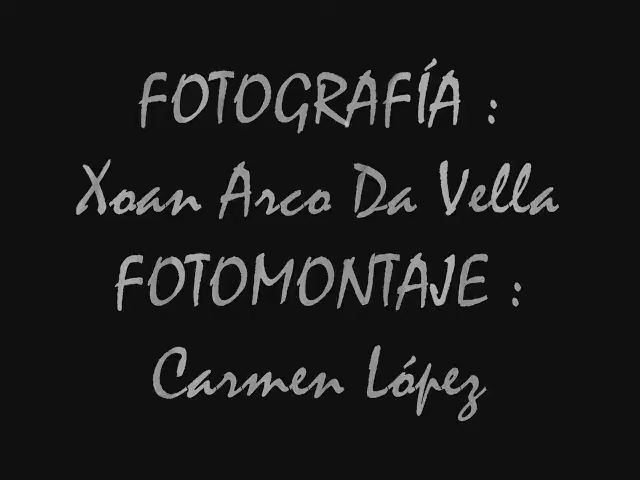 FOTOGRAFÍA :
Xoan Arco Da Vella
FOTOMONTAJE :
Carmen López